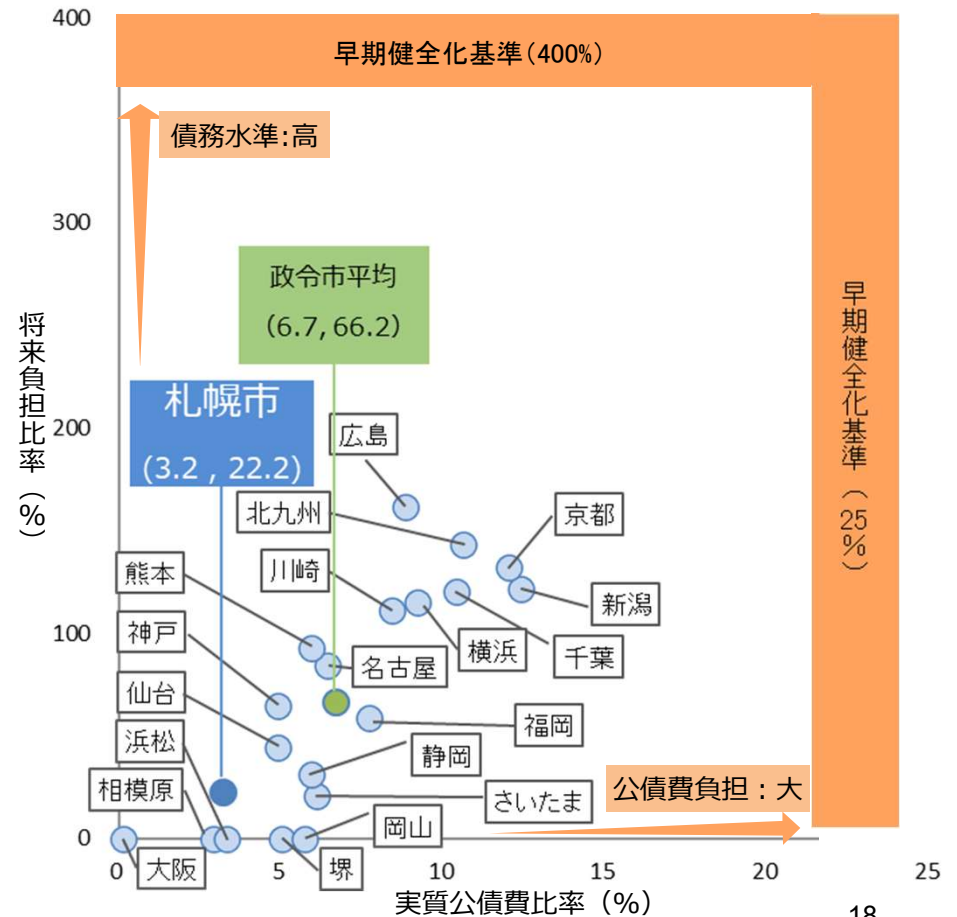 400
早期健全化基準(400%)
債務水準:高
300
政令市平均
(6.7,66.2)
将来負担比率(%)
早期健全化基準(25%)
札幌市
(3.2 , 22.2)
200
広島
北九州
京都
熊本
川崎
新潟
100
神戸
横浜
千葉
名古屋
仙台
福岡
浜松
静岡
相模原
公債費負担：大
さいたま
岡山
0
大阪
堺
0
5
10
15
20
25
実質公債費比率（%）
18